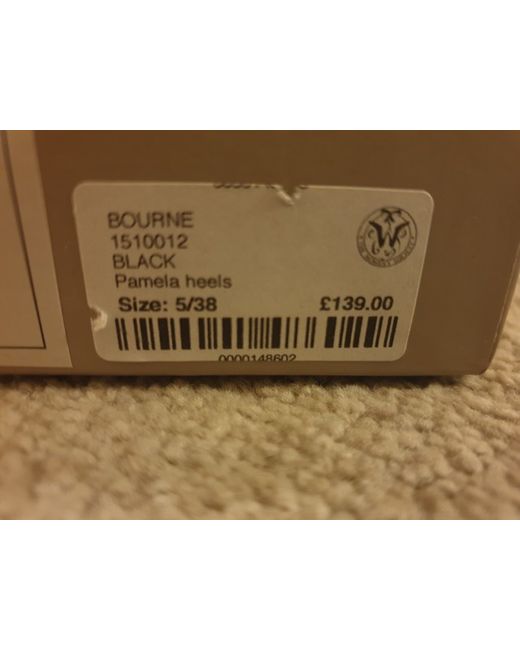 BOURNE
1510012
BLACK
Pamela heels
Size: 5/38 £139.00
0000148602